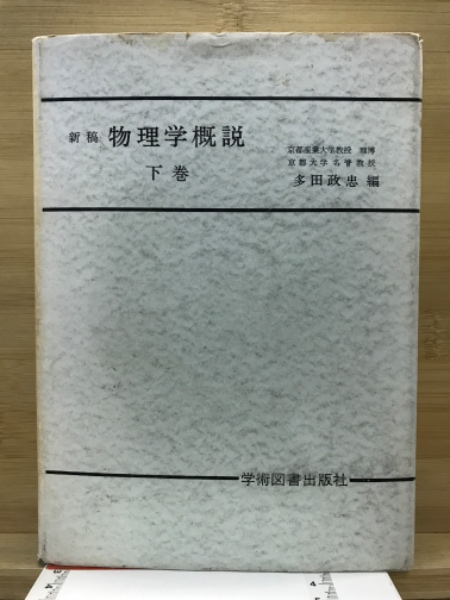 新稿 物理学概説
下巻
京都産業大学教授 理博
京都大学名誉教授
多田政忠 編
学術図書出版社